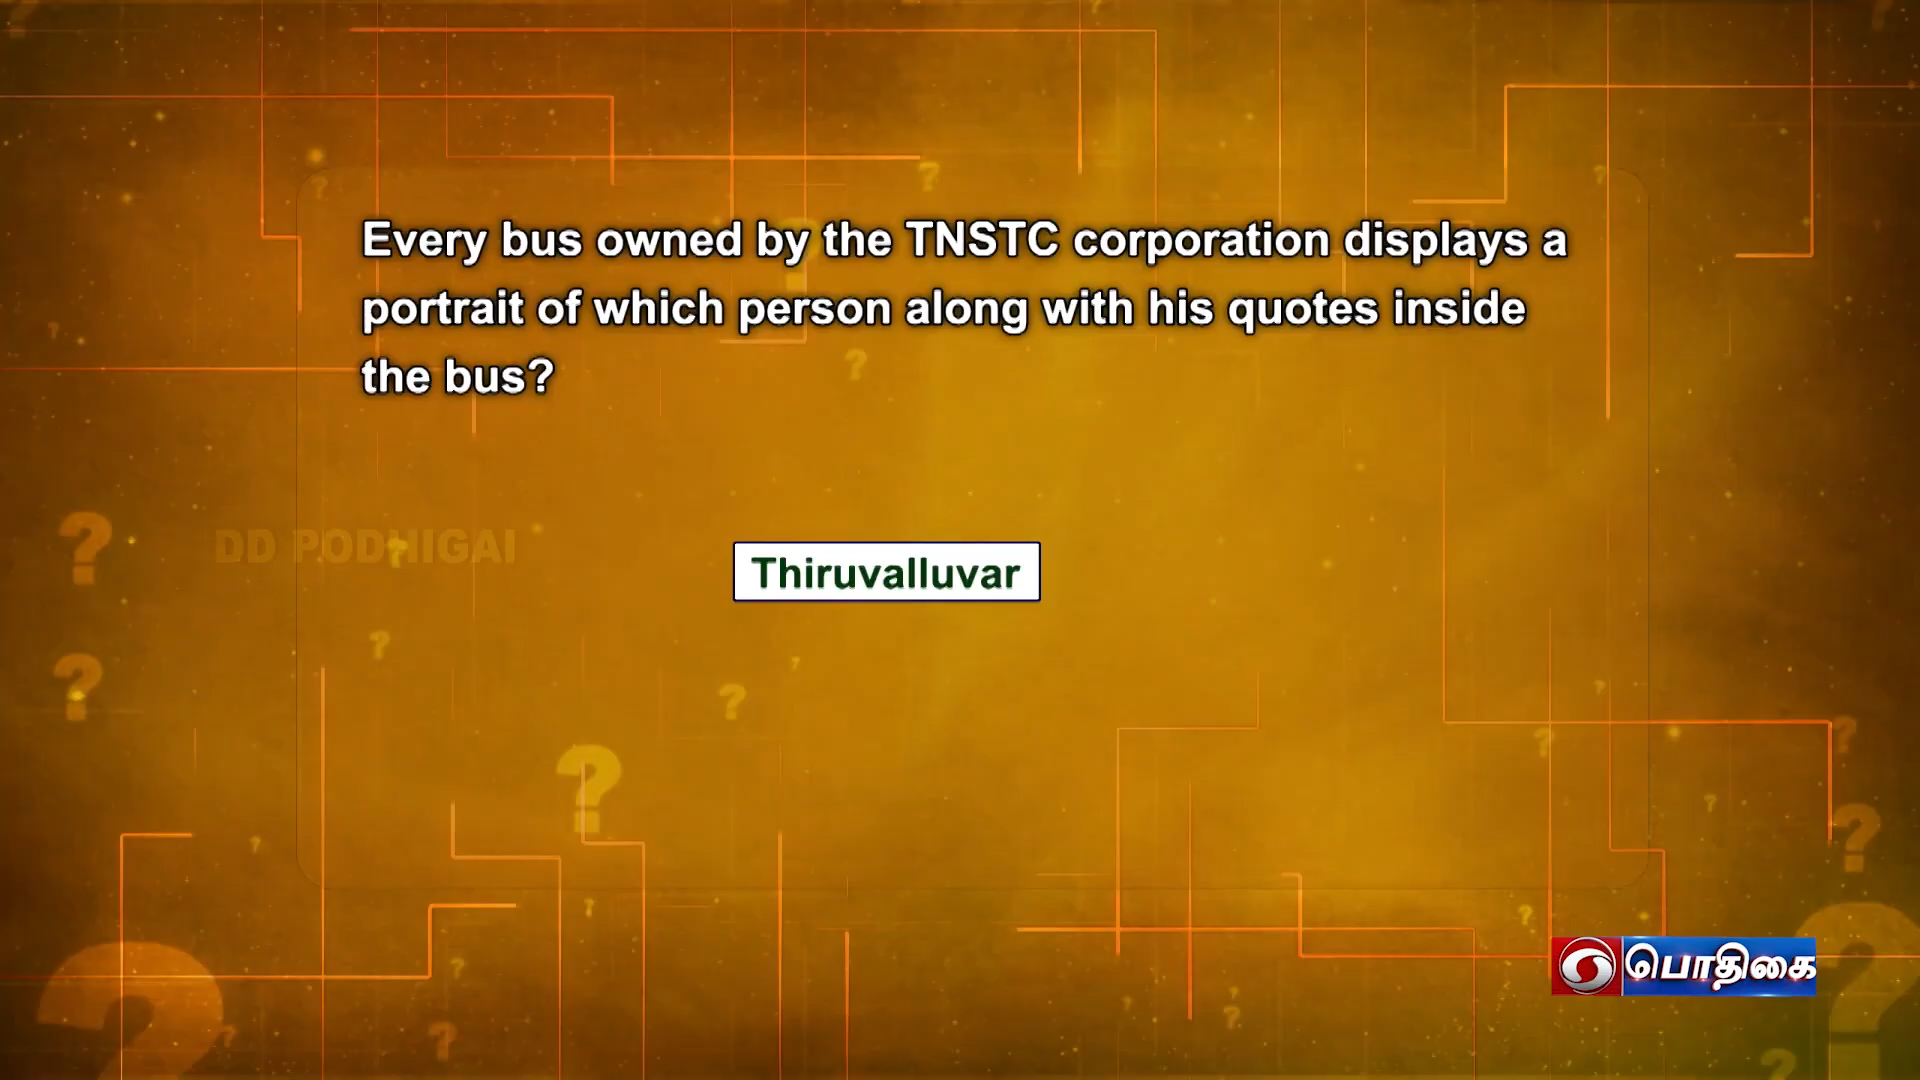 Every bus owned by the TNSTC corporation displays a
portrait of which person along with his quotes inside
the bus?
DD PODHIGAI
Thiruvalluvar
பொதிகை